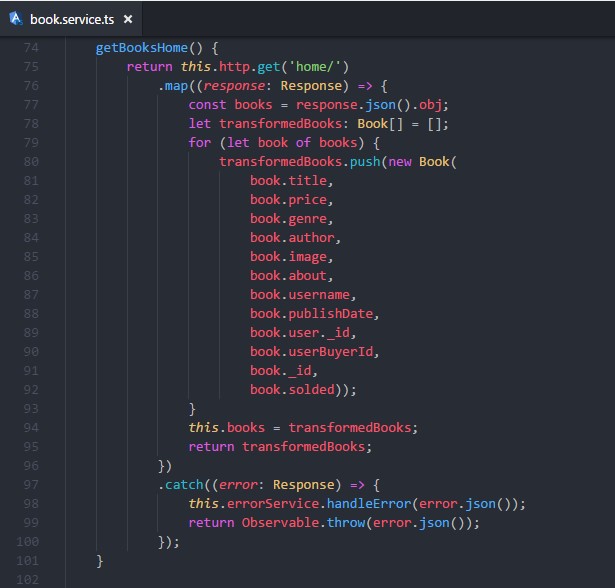 book.service.ts ×
74 getBooksHome() {
75 return this.http.get('home/')
76 .map((response: Response) => {
77 const books = response.json().obj;
78 let transformedBooks: Book[] = [];
79 for (let book of books) {
80 transformedBooks.push(new Book(
81 book.title,
82 book.price,
83 book.genre,
84 book.author,
85 book.image,
86 book.about,
87 book.username,
88 book.publishDate,
89 book.user._id,
90 book.userBuyerId,
91 book._id,
92 book.solded));
93 }
94 this.books = transformedBooks;
95 return transformedBooks;
96 })
97 .catch((error: Response) => {
98 this.errorService.handleError(error.json());
99 return Observable.throw(error.json());
100 });
101 }
102